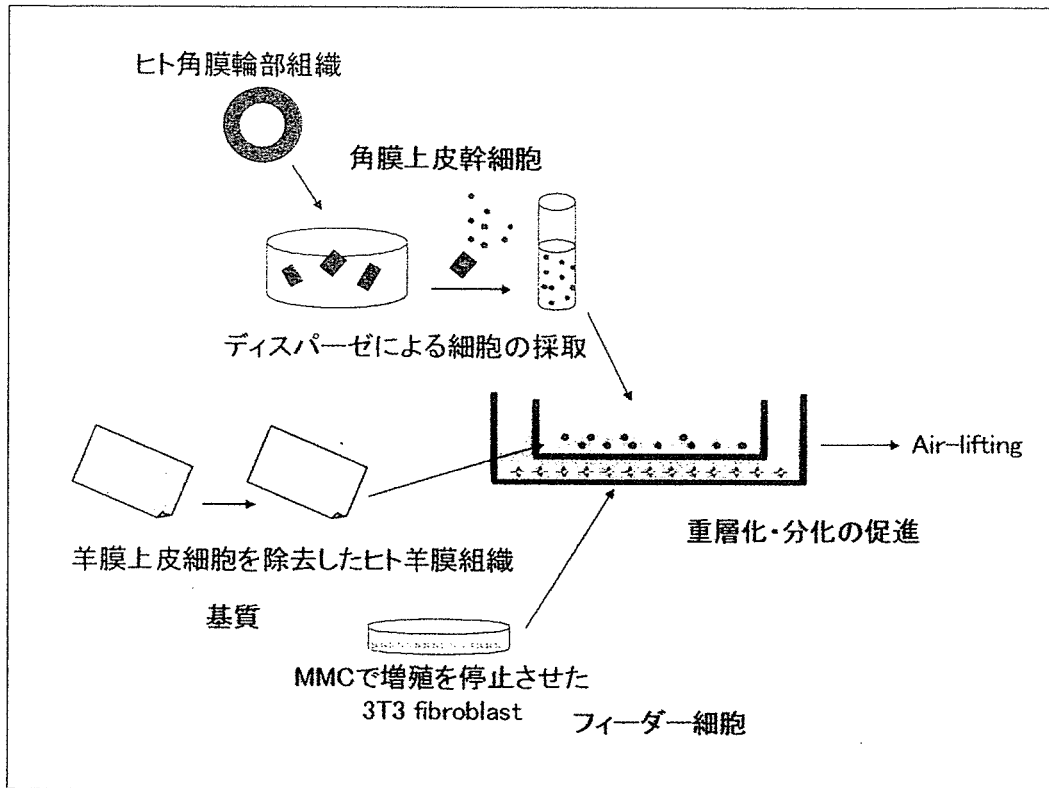 ヒト角膜輪部組織
角膜上皮幹細胞
ディスパーゼによる細胞の採取
Air-lifting
重層化・分化の促進
羊膜上皮細胞を除去したヒト羊膜組織
基質
MMCで増殖を停止させた
3T3 fibroblast
フィーダー細胞